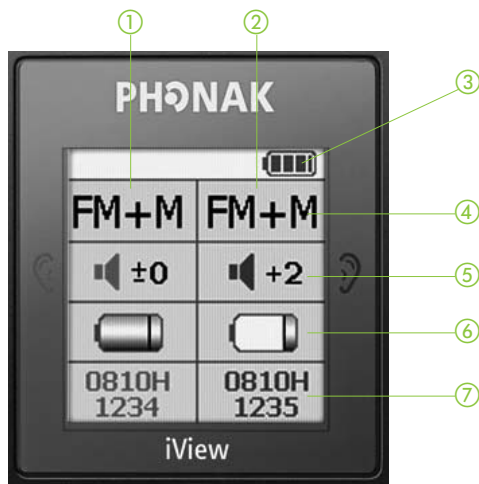 ① ②
PHONAK
③
FM+M FM+M ④
±0 +2 ⑤
⑥
0810H 0810H
1234 1235 ⑦
iView